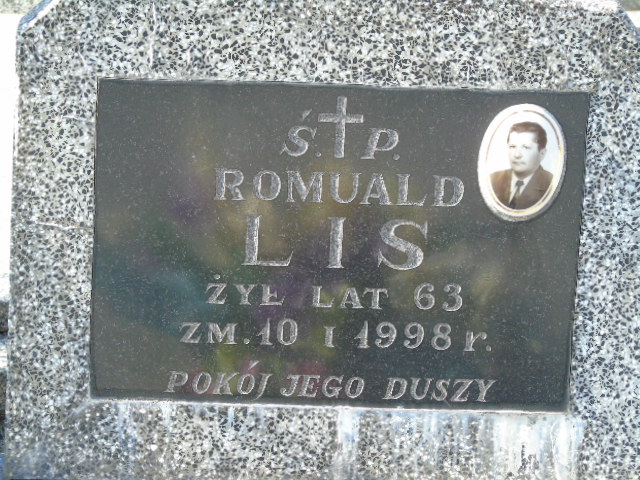 Ś. P.
ROMUALD
LIS
ŻYŁ LAT 63
ZM. 10 I 1998 r.
POKÓJ JEGO DUSZY